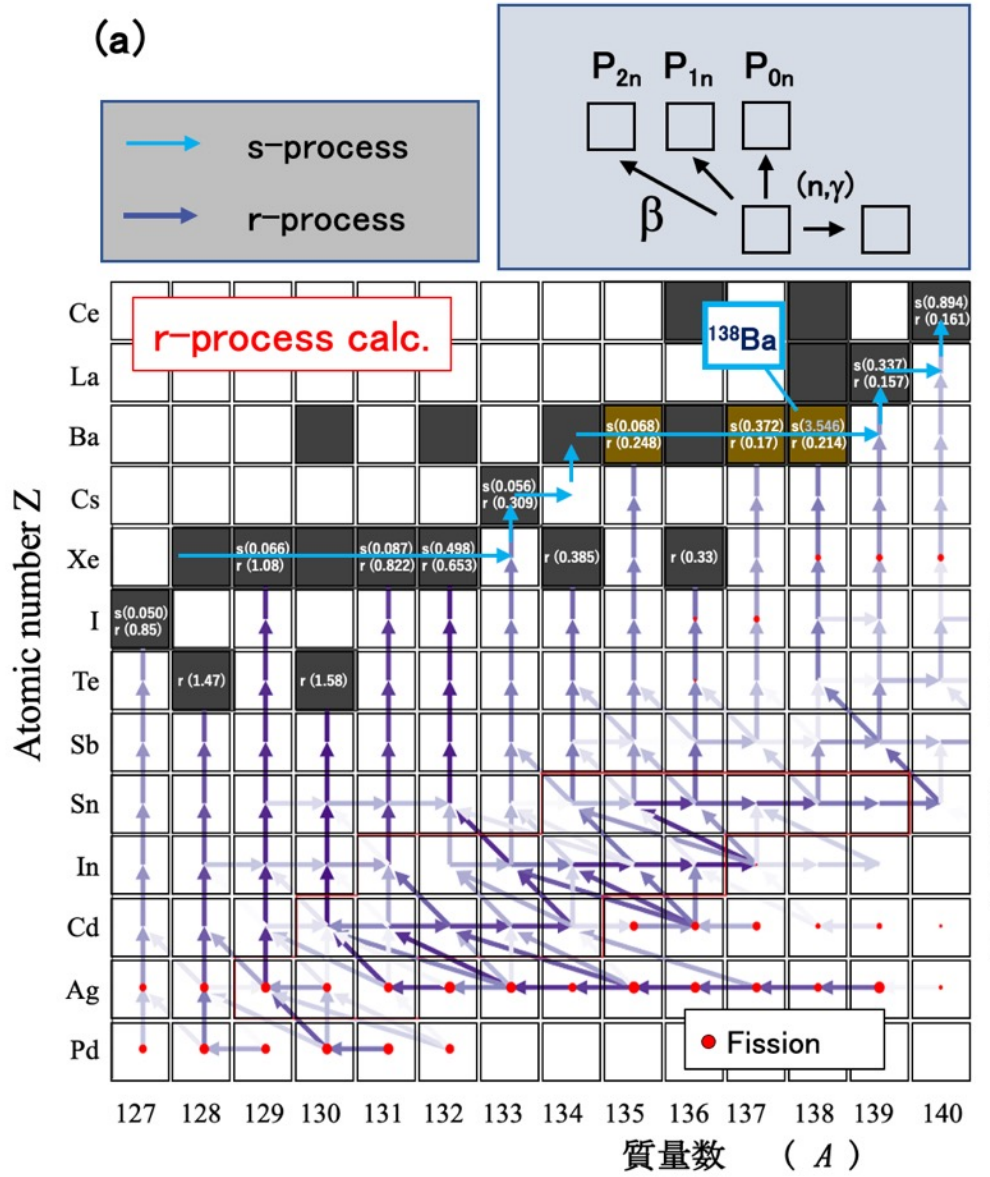 (a)
s-process
r-process
P2n P1n P0n
(n,γ)
β
Ce
r-process calc.
138Ba
s(0.894)
r (0.161)
La
s(0.337)
r (0.157)
Ba
s(0.068)
r (0.248)
s(0.372)
r (0.17)
s(3.546)
r (0.214)
Cs
s(0.056)
r (0.309)
Xe
s(0.066)
r (1.08)
s(0.087)
r (0.822)
s(0.498)
r (0.653)
r (0.385)
r (0.33)
I
s(0.050)
r (0.85)
Te
r (1.47)
r (1.58)
Sb
Sn
In
Cd
Ag
Pd
Fission
Atomic number Z
127 128 129 130 131 132 133 134 135 136 137 138 139 140
質量数 ( A )